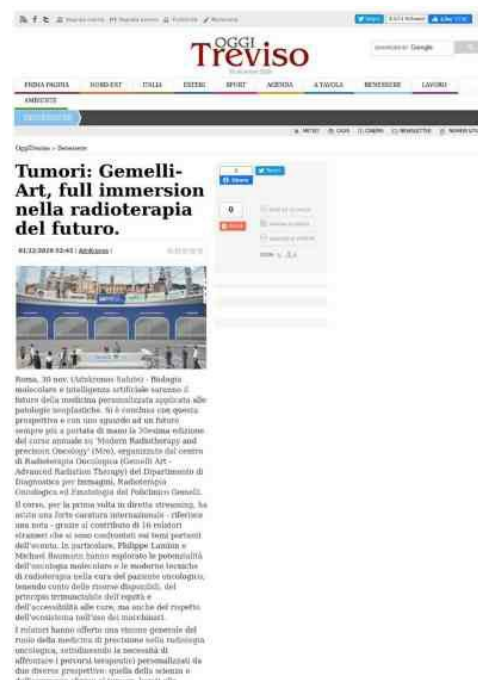 OGGI
Treviso
Google
PRIMA PAGINA NORD-EST ITALIA ESTERI SPORT AGENDA A TAVOLA BENESSERE LAVORO
AMBIENTE
BENESSERE
OggiTreviso > Benessere
Tumori: Gemelli-
Art, full immersion
nella radioterapia
del futuro.
01/12/2020 | AdnKronos |
Roma, 30 nov. (Adnkronos Salute) - Biologia
molecolare e intelligenza artificiale saranno il
futuro della medicina personalizzata applicata alle
patologie neoplastiche. Si è conclusa con questa
prospettiva e con uno sguardo ad un futuro
sempre più a portata di mano la 30esima edizione
del corso annuale su 'Modern Radiotherapy and
precision Oncology' (Mro), organizzato dal centro
di Radioterapia Oncologica (Gemelli Art -
Advanced Radiation Therapy) del Dipartimento di
Diagnostica per Immagini, Radioterapia
Oncologica ed Ematologia del Policlinico Gemelli.
Il corso, per la prima volta in diretta streaming, ha
avuto una forte caratura internazionale - riferisce
una nota - grazie al contributo di 16 relatori
stranieri che si sono confrontati sui temi portanti
dell'evento. In particolare, Philippe Lambin e
Michael Baumann hanno esplorato le potenzialità
dell'oncologia molecolare e le moderne tecniche
di radioterapia nella cura del paziente oncologico,
tenendo conto delle risorse disponibili, del
principio irrinunciabile dell'equità e
dell'accessibilità alle cure, ma anche del rispetto
dell'ecosistema nell'uso dei macchinari.
I relatori hanno offerto una visione generale del
ruolo della medicina di precisione nella radiologia
oncologica, sottolineando la necessità di
affrontare i percorsi terapeutici personalizzati da
due diverse prospettive: quella della scienza e